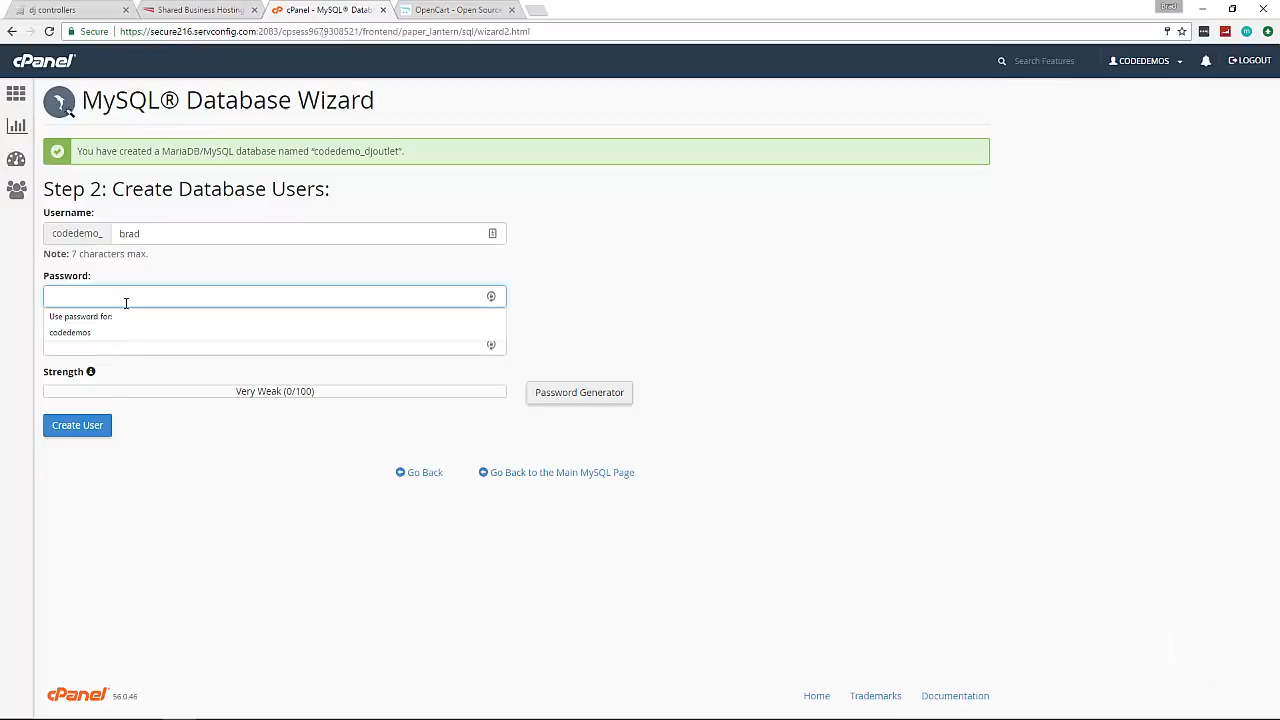 dj controllers
Shared Business Hosting
cPanel - MySQL® Datab
OpenCart - Open Source
Brad
Secure
https://secure216.servconfig.com:2083/cpsess9679308521/frontend/paper_lantern/sql/wizard2.html
cPanel®
Search Features
CODEDEMOS
LOGOUT
MySQL® Database Wizard
You have created a MariaDB/MySQL database named "codedemo_djoutlet".
Step 2: Create Database Users:
Username:
codedemo_
brad
Note: 7 characters max.
Password:
Use password for:
codedemos
Strength
Very Weak (0/100)
Password Generator
Create User
Go Back
Go Back to the Main MySQL Page
cPanel®
56.0.46
Home
Trademarks
Documentation